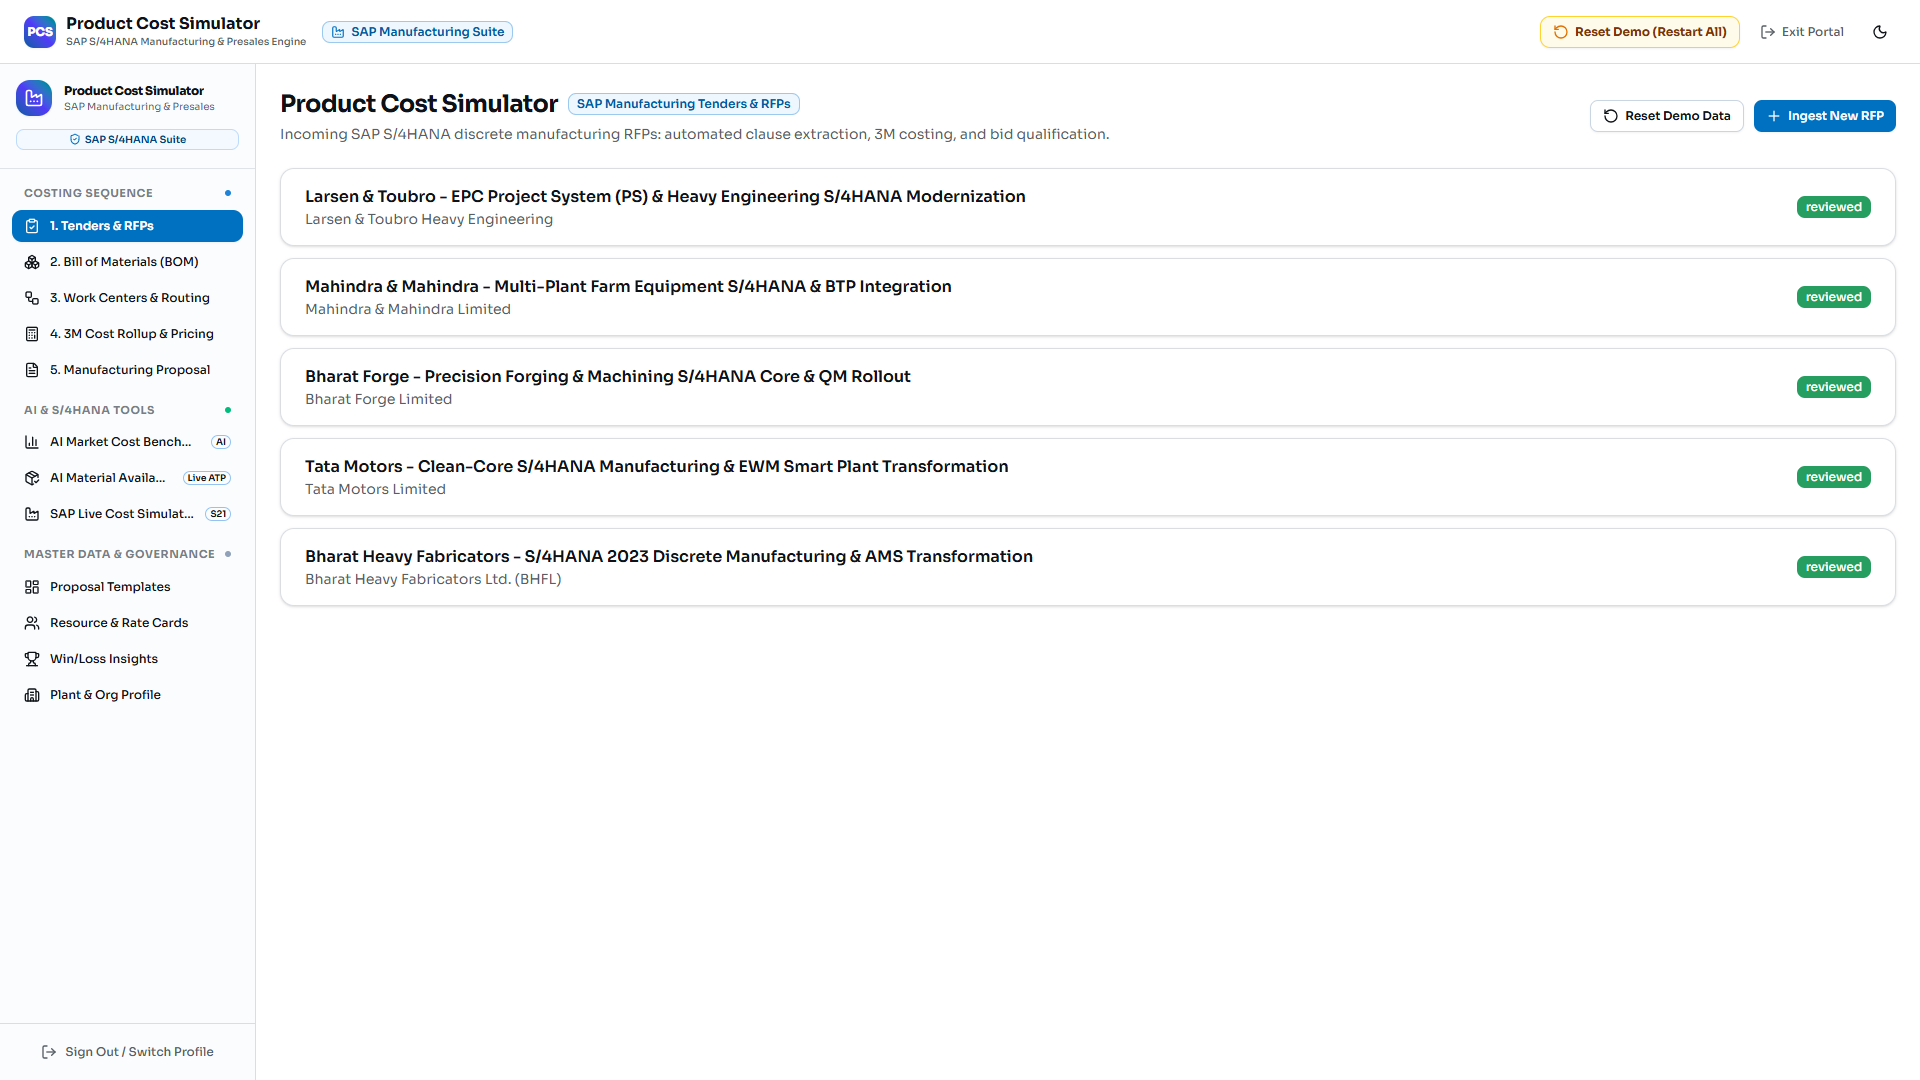 PCS
Product Cost Simulator
SAP S/4HANA Manufacturing & Presales Engine
SAP Manufacturing Suite
Reset Demo (Restart All)
Exit Portal
Product Cost Simulator
SAP Manufacturing & Presales
SAP S/4HANA Suite
COSTING SEQUENCE
1. Tenders & RFPs
2. Bill of Materials (BOM)
3. Work Centers & Routing
4. 3M Cost Rollup & Pricing
5. Manufacturing Proposal
AI & S/4HANA TOOLS
AI Market Cost Bench... AI
AI Material Availa... Live ATP
SAP Live Cost Simulat... S21
MASTER DATA & GOVERNANCE
Proposal Templates
Resource & Rate Cards
Win/Loss Insights
Plant & Org Profile
Sign Out / Switch Profile
Product Cost Simulator
SAP Manufacturing Tenders & RFPs
Incoming SAP S/4HANA discrete manufacturing RFPs: automated clause extraction, 3M costing, and bid qualification.
Reset Demo Data
Ingest New RFP
Larsen & Toubro - EPC Project System (PS) & Heavy Engineering S/4HANA Modernization
Larsen & Toubro Heavy Engineering
reviewed
Mahindra & Mahindra - Multi-Plant Farm Equipment S/4HANA & BTP Integration
Mahindra & Mahindra Limited
reviewed
Bharat Forge - Precision Forging & Machining S/4HANA Core & QM Rollout
Bharat Forge Limited
reviewed
Tata Motors - Clean-Core S/4HANA Manufacturing & EWM Smart Plant Transformation
Tata Motors Limited
reviewed
Bharat Heavy Fabricators - S/4HANA 2023 Discrete Manufacturing & AMS Transformation
Bharat Heavy Fabricators Ltd. (BHFL)
reviewed